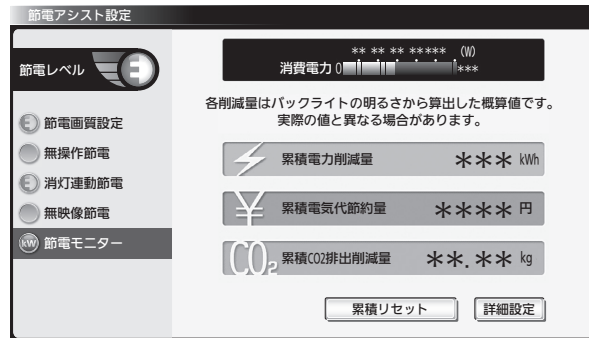 節電アシスト設定
節電レベル
節電画質設定
無操作節電
消灯連動節電
無映像節電
kW 節電モニター
** ** ** ***** (W)
消費電力 0 ***
各削減量はバックライトの明るさから算出した概算値です。
実際の値と異なる場合があります。
累積電力削減量 *** kWh
¥ 累積電気代節約量 **** 円
CO2 累積CO2排出削減量 **.** kg
累積リセット 詳細設定